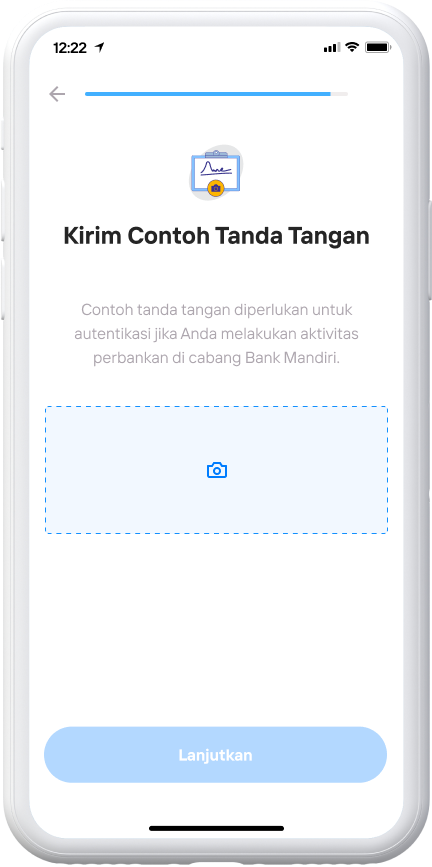 12:22
Kirim Contoh Tanda Tangan
Contoh tanda tangan diperlukan untuk
autentikasi jika Anda melakukan aktivitas
perbankan di cabang Bank Mandiri.
Lanjutkan